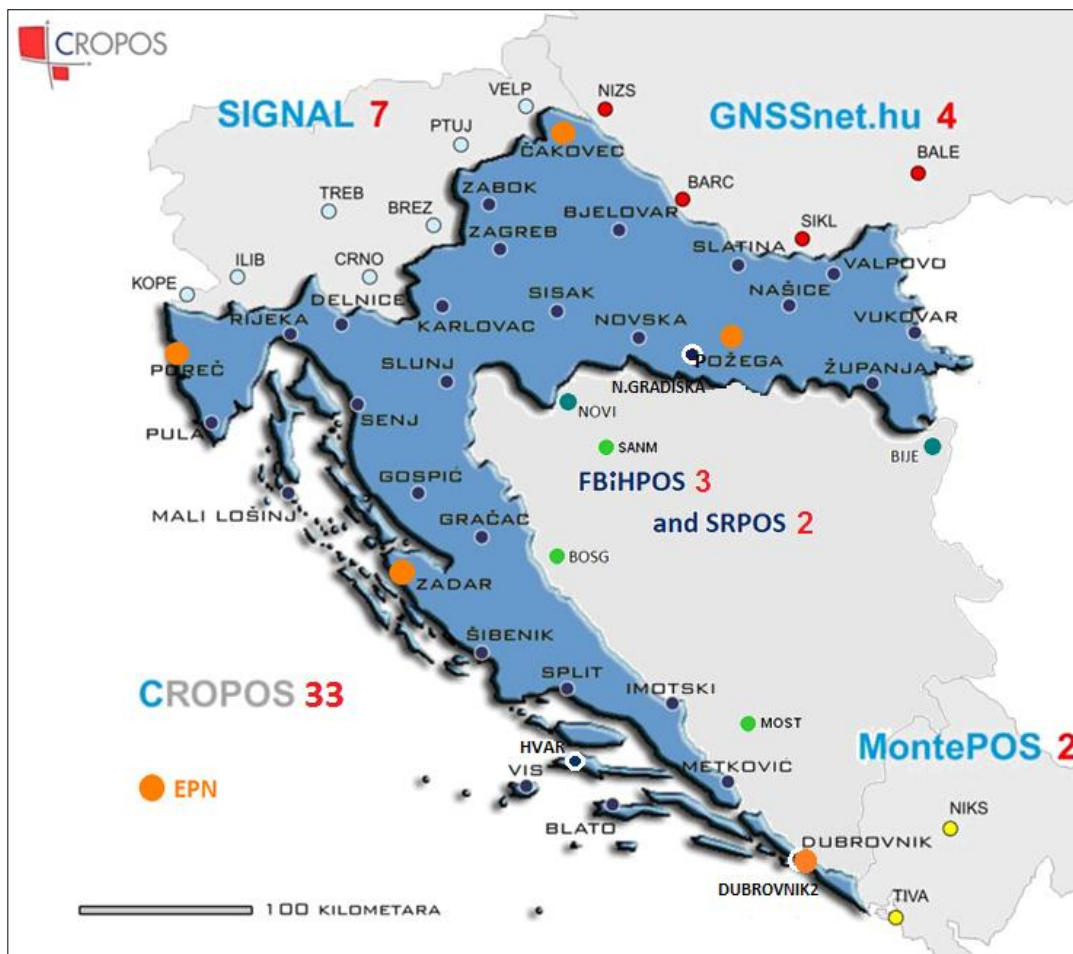 CROPOS
VELP
NIZS
SIGNAL 7
GNSSnet.hu 4
PTUJ
ČAKOVEC
BALE
ZABOK
BARC
TREB
BREZ
BJELOVAR
SIKL
ZAGREB
SLATINA
ILIB
CRNO
VALPOVO
KOPE
DELNICE
SISAK
NAŠICE
RIJEKA
KARLOVAC
NOVSKA
VUKOVAR
POREČ
SLUNJ
POŽEGA
ŽUPANJA
N.GRADISKA
NOVI
SENJ
PULA
SANM
BIJE
GOSPIĆ
FBiHPOS 3
MALI LOŠINJ
and SRPOS 2
GRAČAC
BOSG
ZADAR
ŠIBENIK
SPLIT
IMOTSKI
CROPOS 33
MOST
HVAR
MontePOS 2
VIS
METKOVIĆ
EPN
NIKS
BLATO
DUBROVNIK
DUBROVNIK2
TIVA
100 KILOMETARA